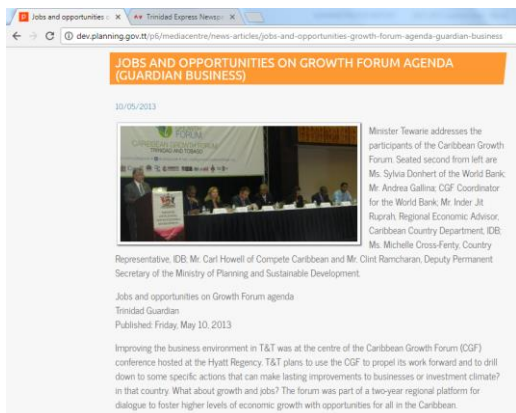 Jobs and opportunities o
Trinidad Express Newsp
dev.planning.gov.tt/p6/mediacentre/news-articles/jobs-and-opportunities-growth-forum-agenda-guardian-business
JOBS AND OPPORTUNITIES ON GROWTH FORUM AGENDA
(GUARDIAN BUSINESS)
10/05/2013
FORUM
CARIBBEAN GROWTH FORUM
TRINIDAD AND TOBAGO
Minister Tewarie addresses the
participants of the Caribbean Growth
Forum. Seated second from left are
Ms. Sylvia Donhert of the World Bank;
Mr. Andrea Gallina; CGF Coordinator
for the World Bank; Mr. Inder Jit
Ruprah, Regional Economic Advisor,
Caribbean Country Department, IDB;
Ms. Michelle Cross-Fenty, Country
Representative, IDB; Mr. Carl Howell of Compete Caribbean and Mr. Clint Ramcharan, Deputy Permanent
Secretary of the Ministry of Planning and Sustainable Development.
Jobs and opportunities on Growth Forum agenda
Trinidad Guardian
Published: Friday, May 10, 2013
Improving the business environment in T&T was at the centre of the Caribbean Growth Forum (CGF)
conference hosted at the Hyatt Regency. T&T plans to use the CGF to propel its work forward and to drill
down to some specific actions that can make lasting improvements to businesses or investment climate?
in that country. What about growth and jobs? The forum was part of a two-year regional platform for
dialogue to foster higher levels of economic growth with opportunities for all in the Caribbean.